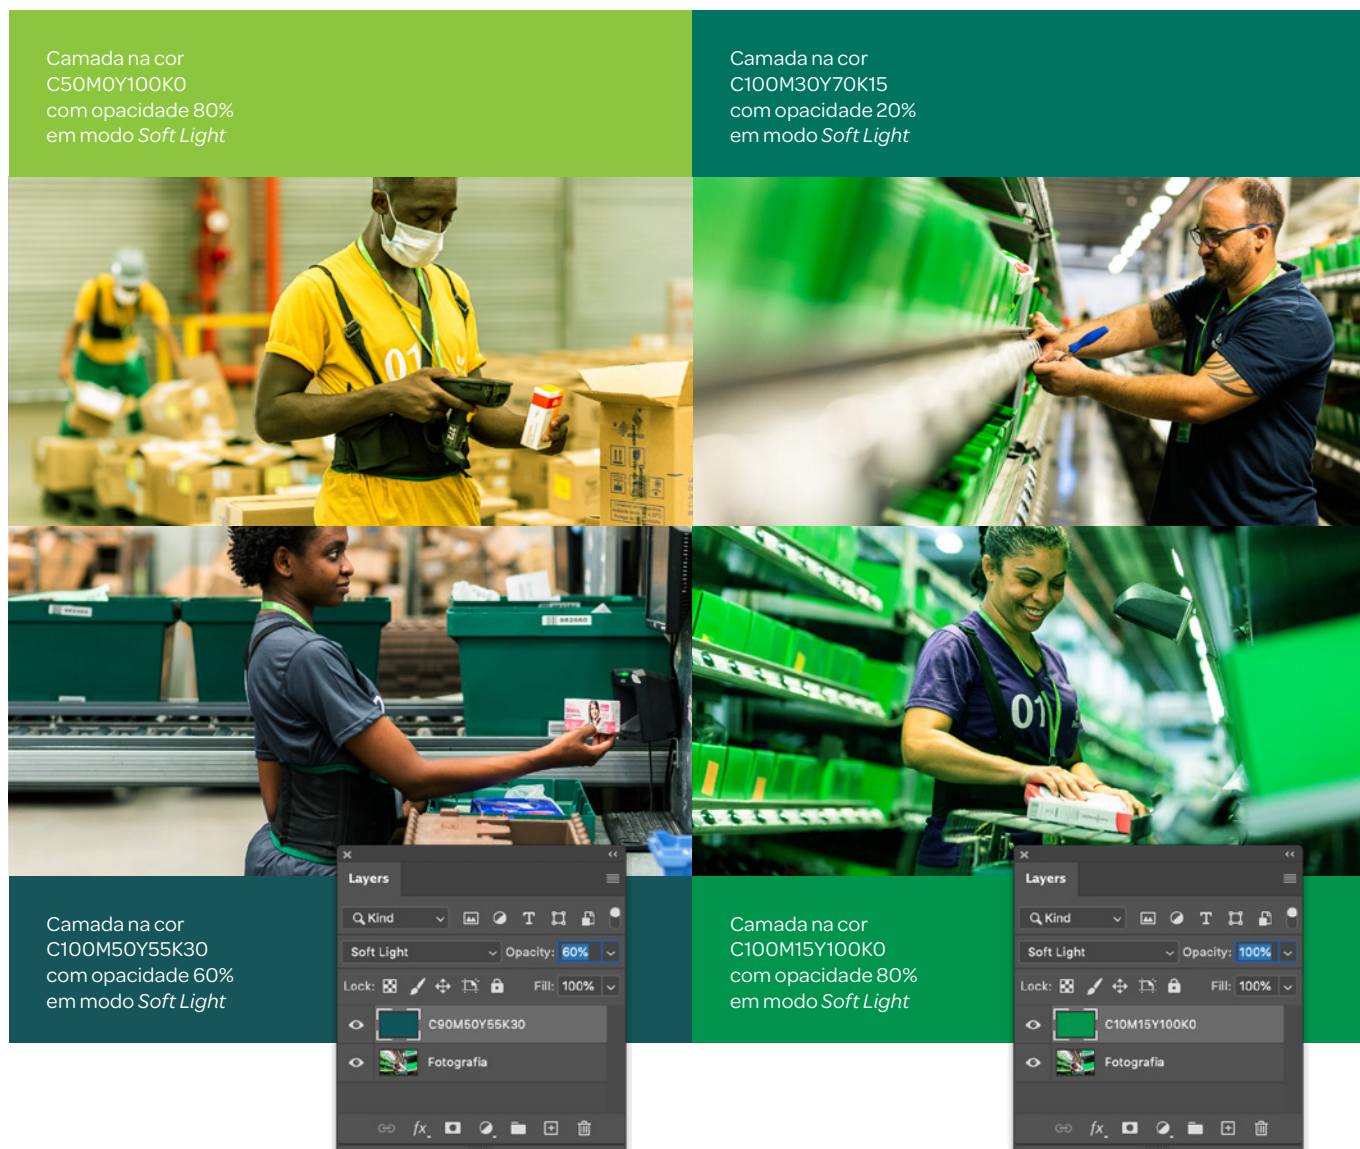 Camada na cor
C50M0Y100K0
com opacidade 80%
em modo Soft Light
Camada na cor
C100M30Y70K15
com opacidade 20%
em modo Soft Light
01
982660
01
Camada na cor
C100M50Y55K30
com opacidade 60%
em modo Soft Light
Layers
Kind
Soft Light
Opacity: 60%
Lock:
Fill: 100%
C90M50Y55K30
Fotografia
fx
Camada na cor
C100M15Y100K0
com opacidade 80%
em modo Soft Light
Layers
Kind
Soft Light
Opacity: 100%
Lock:
Fill: 100%
C10M15Y100K0
Fotografia
fx